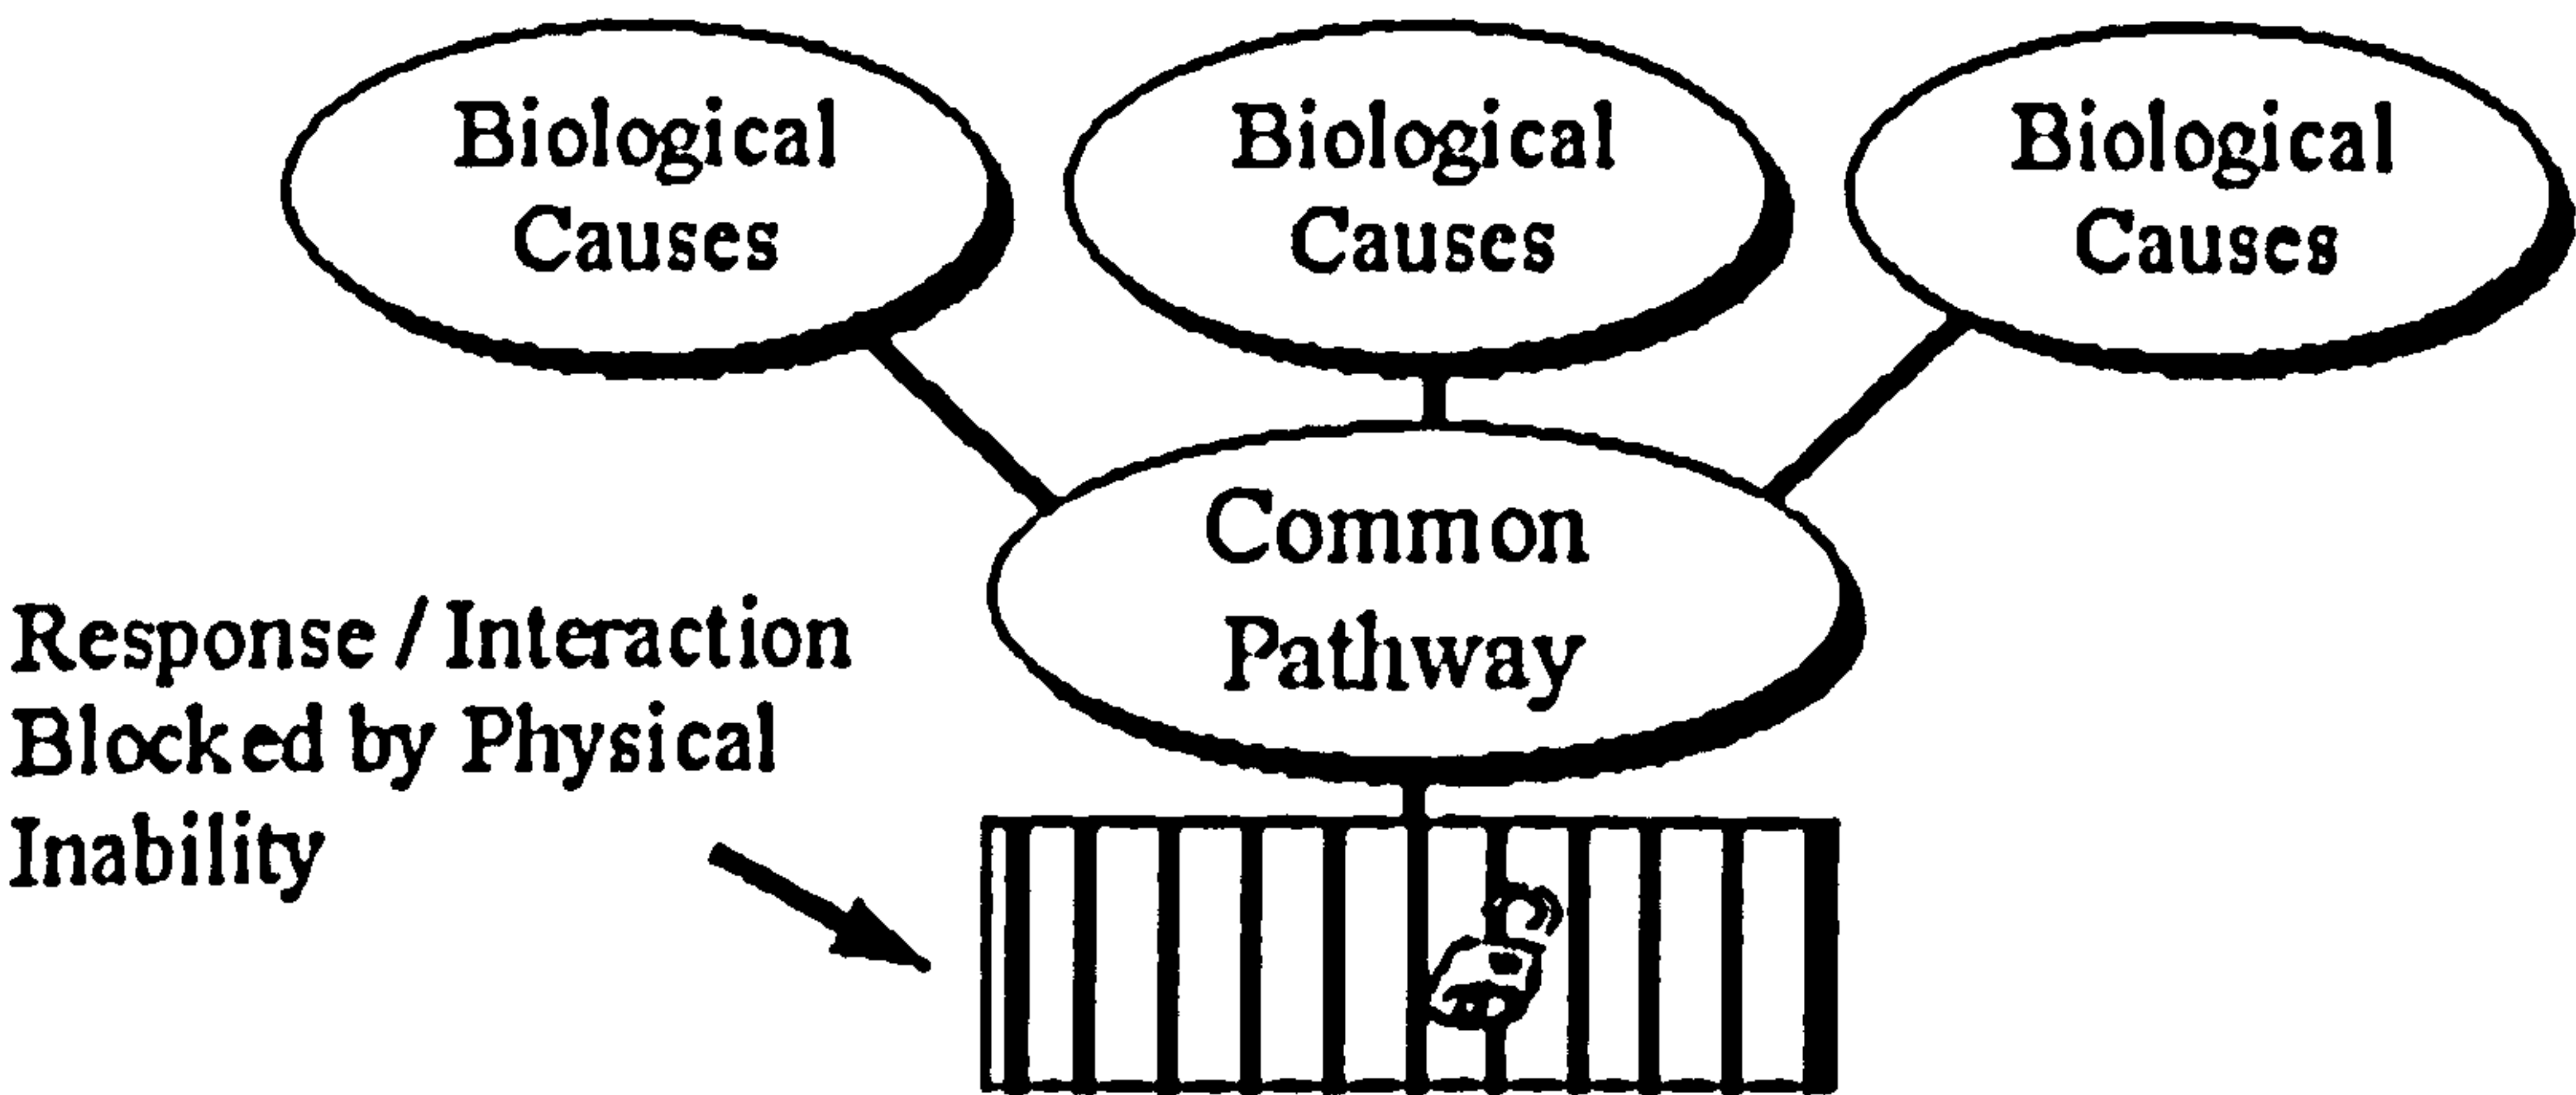 Biological
Causes
Biological
Causes
Biological
Causes
Common
Pathway
Response / Interaction
Blocked by Physical
Inability